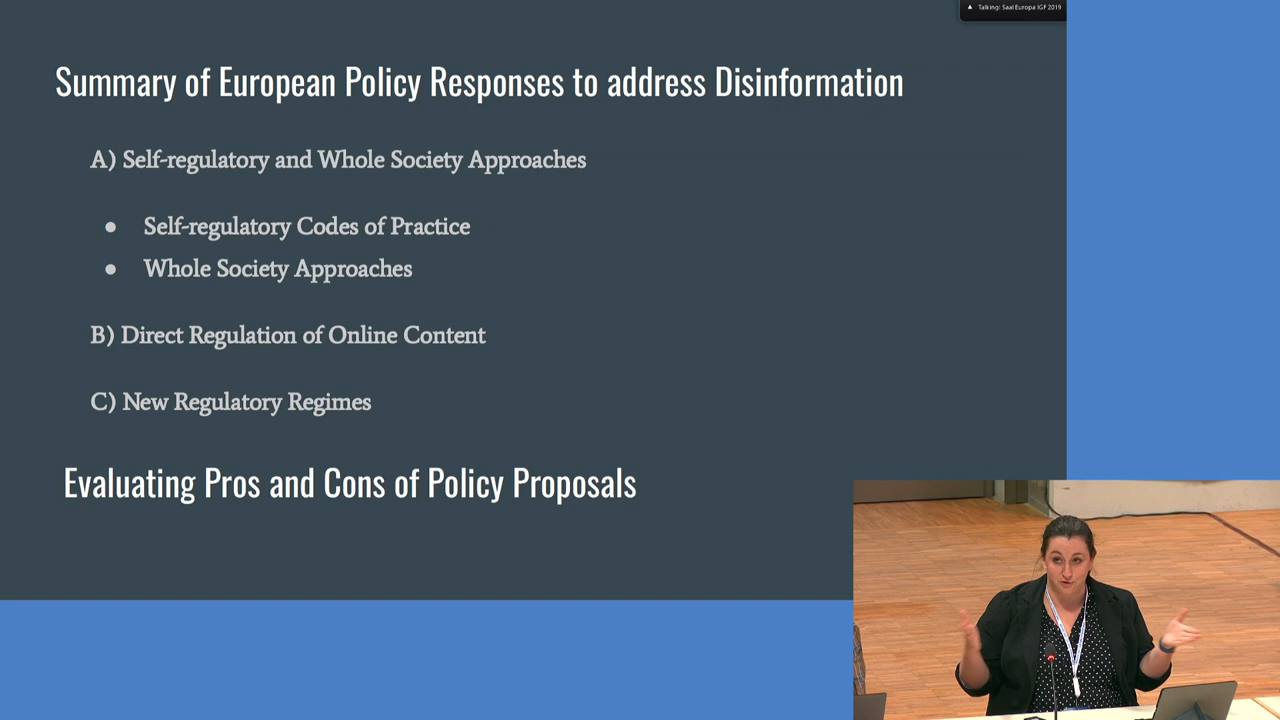 Talking: Saal Europa IGF 2019
Summary of European Policy Responses to address Disinformation
A) Self-regulatory and Whole Society Approaches
● Self-regulatory Codes of Practice
● Whole Society Approaches
B) Direct Regulation of Online Content
C) New Regulatory Regimes
Evaluating Pros and Cons of Policy Proposals